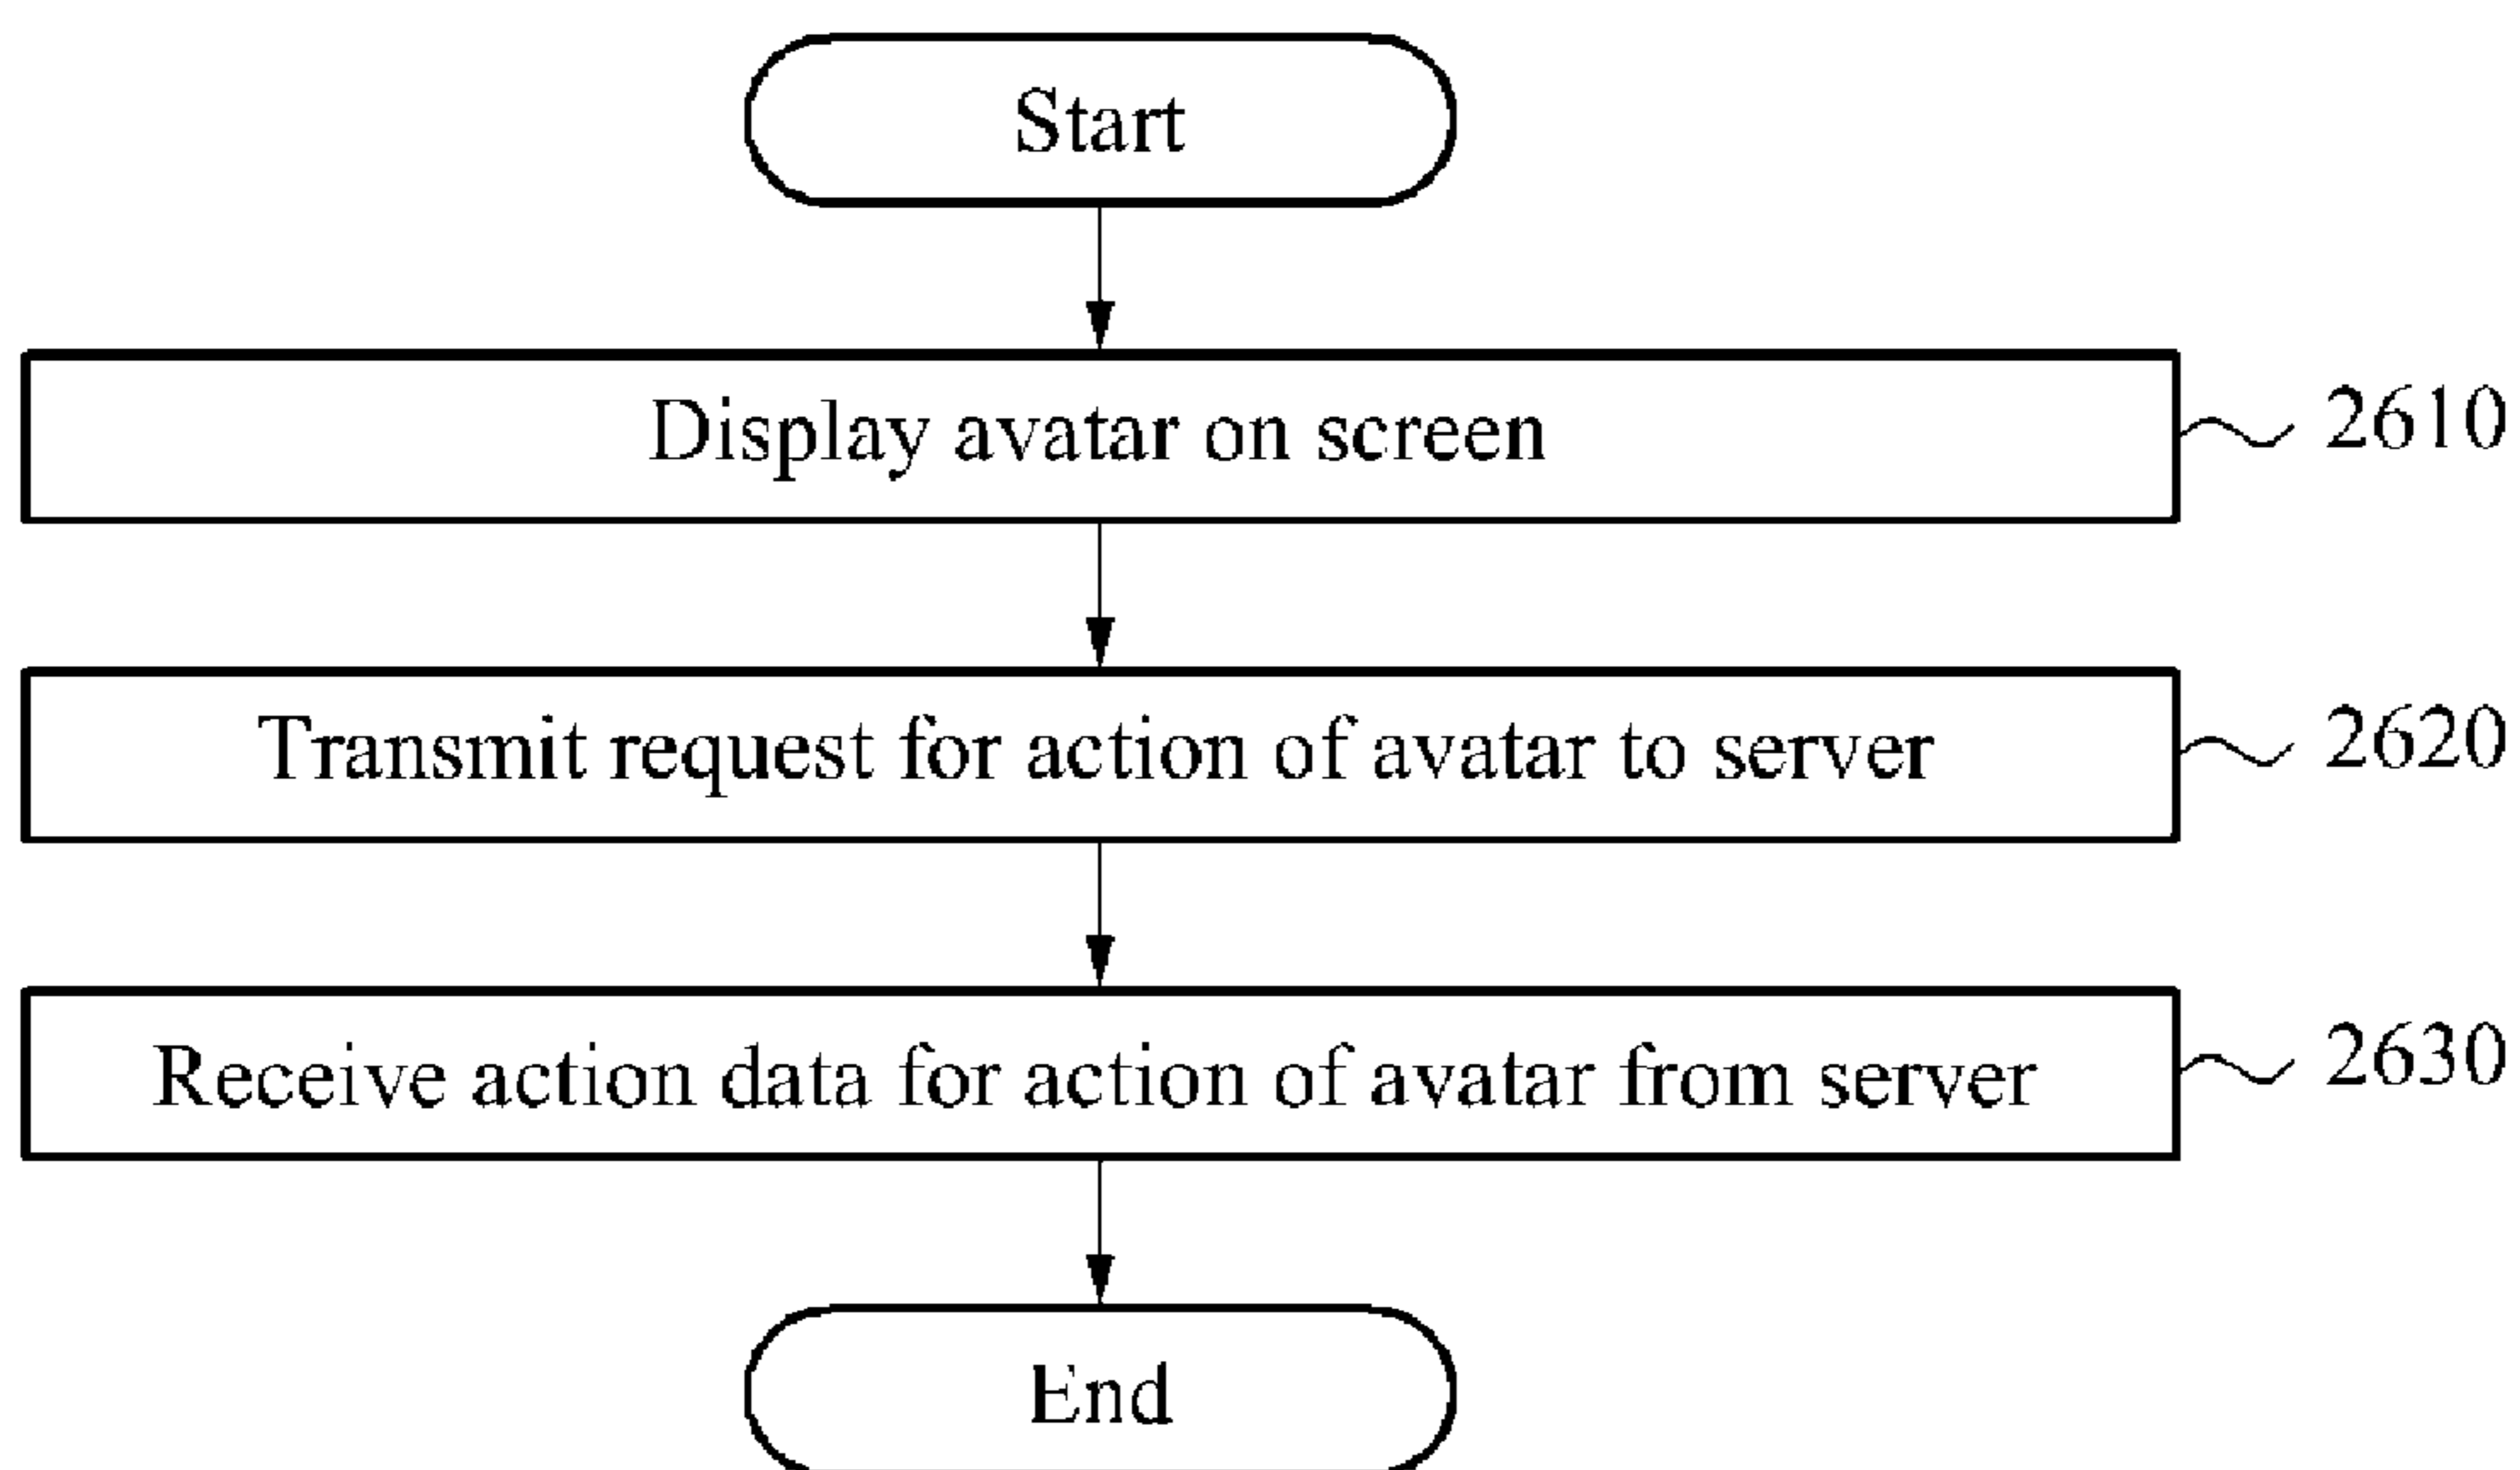 Start
Display avatar on screen
2610
Transmit request for action of avatar to server
2620
Receive action data for action of avatar from server
2630
End